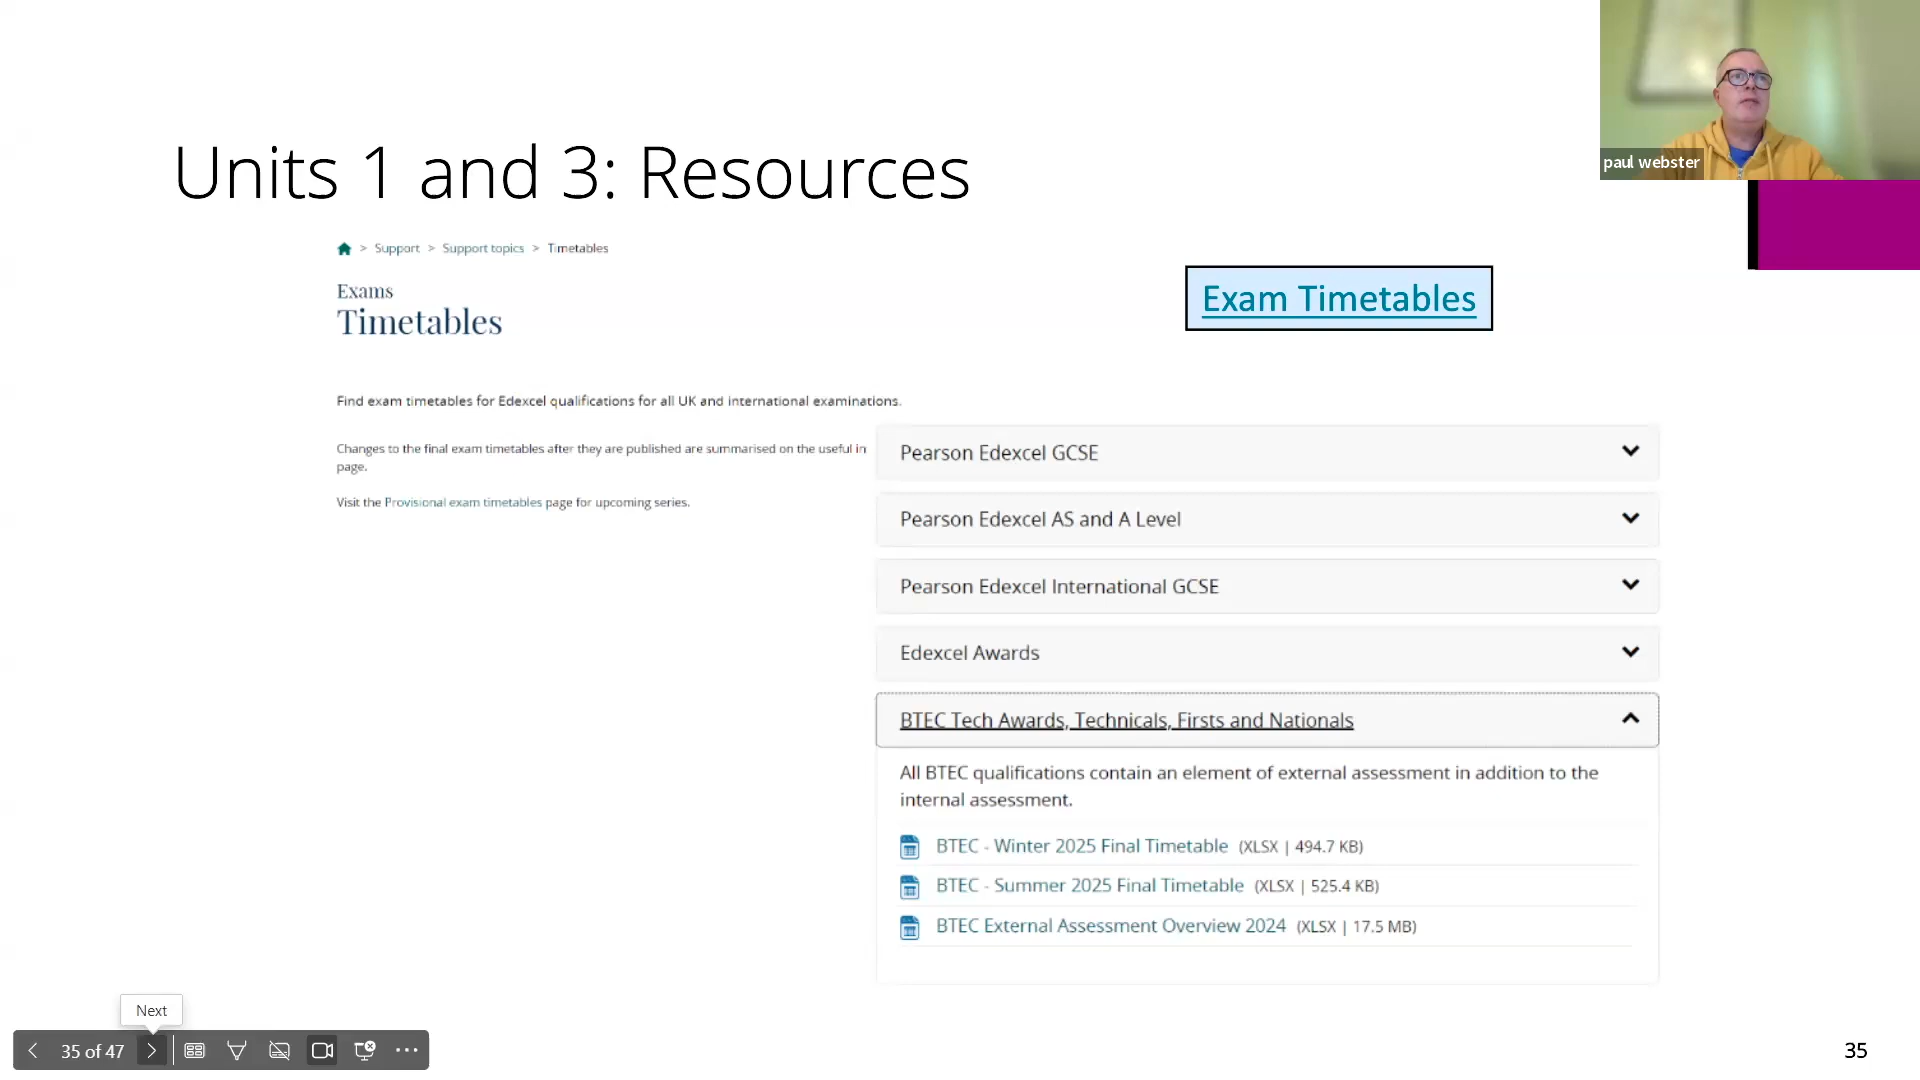 paul webster
Units 1 and 3: Resources
> Support > Support topics > Timetables
Exams
Timetables
Exam Timetables
Find exam timetables for Edexcel qualifications for all UK and international examinations.
Changes to the final exam timetables after they are published are summarised on the useful in
page.
Visit the Provisional exam timetables page for upcoming series.
Pearson Edexcel GCSE
Pearson Edexcel AS and A Level
Pearson Edexcel International GCSE
Edexcel Awards
BTEC Tech Awards, Technicals, Firsts and Nationals
All BTEC qualifications contain an element of external assessment in addition to the
internal assessment.
BTEC - Winter 2025 Final Timetable (XLSX | 494.7 KB)
BTEC - Summer 2025 Final Timetable (XLSX | 525.4 KB)
BTEC External Assessment Overview 2024 (XLSX | 17.5 MB)
Next
35 of 47
35